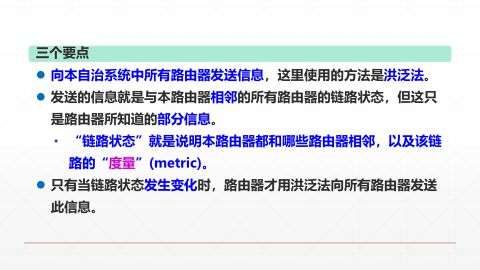 三个要点
● 向本自治系统中所有路由器发送信息，这里使用的方法是洪泛法。
● 发送的信息就是与本路由器相邻的所有路由器的链路状态，但这只
是路由器所知道的部分信息。
• “链路状态”就是说明本路由器都和哪些路由器相邻，以及该链
路的“度量”(metric)。
● 只有当链路状态发生变化时，路由器才用洪泛法向所有路由器发送
此信息。